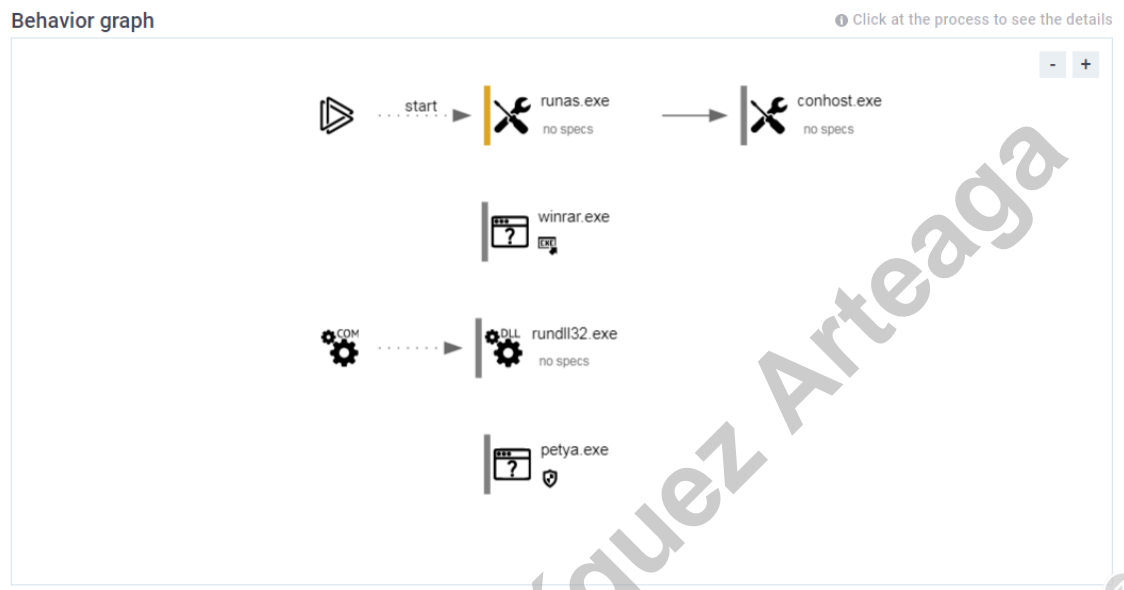 Behavior graph
Click at the process to see the details
- +
start
runas.exe
no specs
conhost.exe
no specs
winrar.exe
COM
DLL
rundll32.exe
no specs
petya.exe
?
?
Arteaga